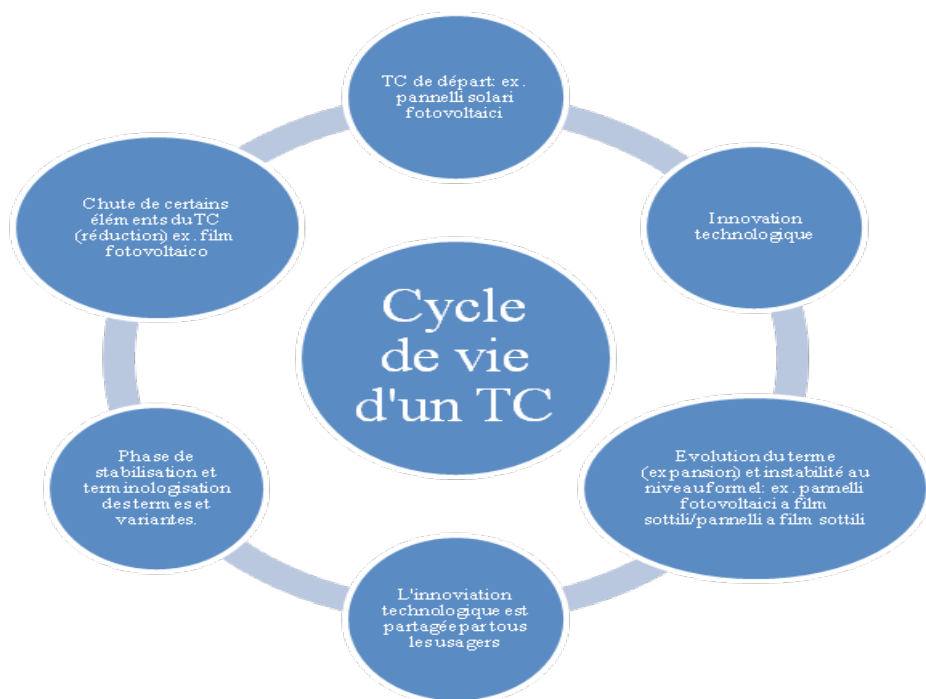 TC de départ: ex.
pannelli solari
fotovoltaici
Innovation
technologique
Evolution du terme
(expansion) et instabilité au
niveau formel: ex. pannelli
fotovoltaici a film
sottili/pannelli a film sottili
L'innoviation
technologique est
partagée par tous
les usagers
Phase de
stabilisation et
terminologisation
des termes et
variantes.
Chute de certains
éléments du TC
(réduction) ex. film
fotovoltaico
Cycle
de vie
d'un TC